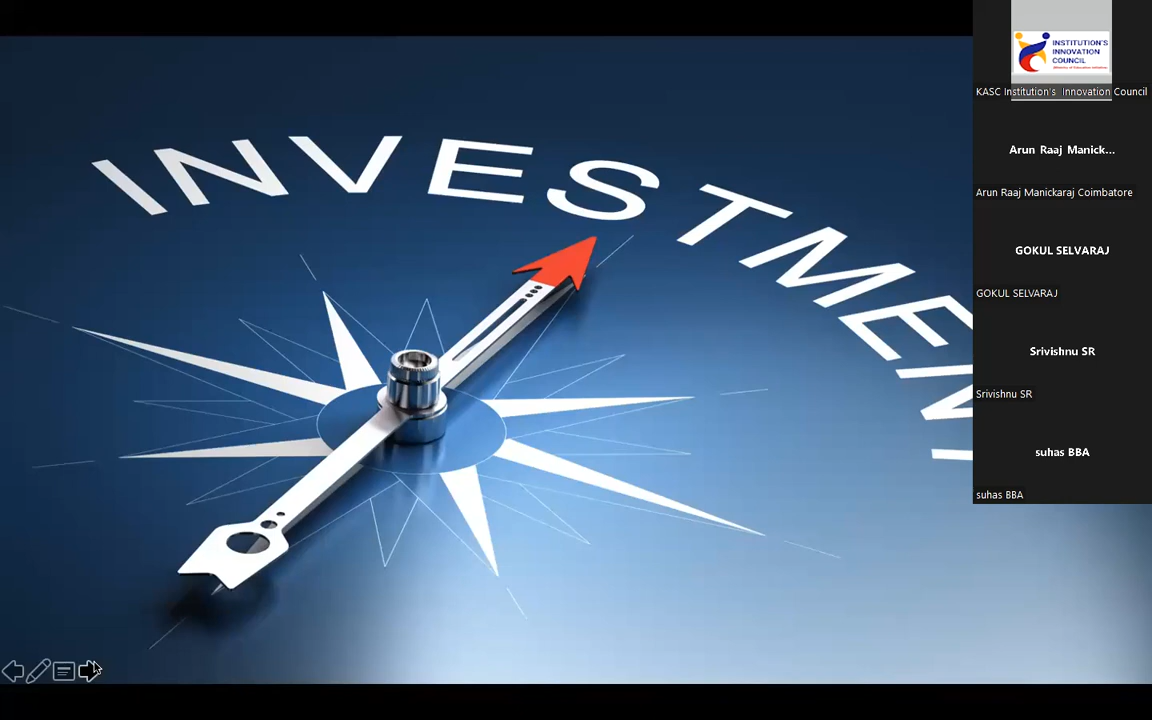 INVESTMENT
INSTITUTION'S
INNOVATION
COUNCIL
KASC Institution's Innovation Council
Arun Raaj Manick...
Arun Raaj Manickaraj Coimbatore
GOKUL SELVARAJ
GOKUL SELVARAJ
Srivishnu SR
Srivishnu SR
suhas BBA
suhas BBA